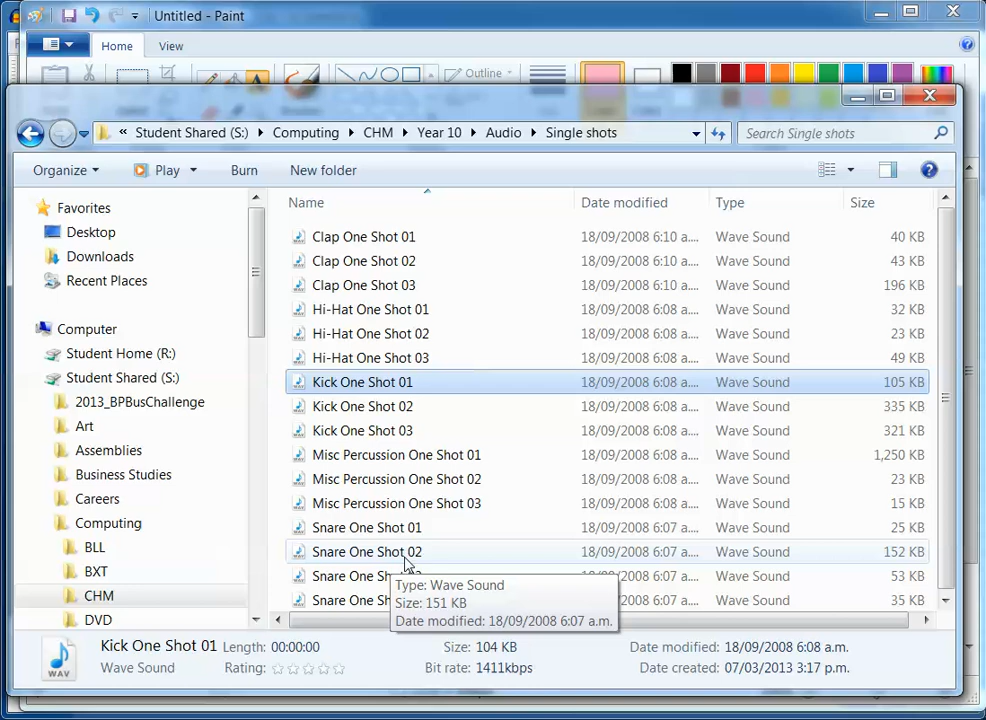 Untitled - Paint
Home View
Outline
« Student Shared (S:) Computing CHM Year 10 Audio Single shots Search Single shots
Organize Play Burn New folder
Name Date modified Type Size
Favorites
Desktop
Downloads
Recent Places
Computer
Student Home (R:)
Student Shared (S:)
2013_BPBusChallenge
Art
Assemblies
Business Studies
Careers
Computing
BLL
BXT
CHM
DVD
Clap One Shot 01 18/09/2008 6:10 a... Wave Sound 40 KB
Clap One Shot 02 18/09/2008 6:10 a... Wave Sound 43 KB
Clap One Shot 03 18/09/2008 6:10 a... Wave Sound 196 KB
Hi-Hat One Shot 01 18/09/2008 6:08 a... Wave Sound 32 KB
Hi-Hat One Shot 02 18/09/2008 6:08 a... Wave Sound 23 KB
Hi-Hat One Shot 03 18/09/2008 6:08 a... Wave Sound 49 KB
Kick One Shot 01 18/09/2008 6:08 a... Wave Sound 105 KB
Kick One Shot 02 18/09/2008 6:08 a... Wave Sound 335 KB
Kick One Shot 03 18/09/2008 6:08 a... Wave Sound 321 KB
Misc Percussion One Shot 01 18/09/2008 6:08 a... Wave Sound 1,250 KB
Misc Percussion One Shot 02 18/09/2008 6:08 a... Wave Sound 23 KB
Misc Percussion One Shot 03 18/09/2008 6:08 a... Wave Sound 15 KB
Snare One Shot 01 18/09/2008 6:07 a... Wave Sound 25 KB
Snare One Shot 02 18/09/2008 6:07 a... Wave Sound 152 KB
Snare One 18/09/2008 6:07 a... Wave Sound 53 KB
Snare One 18/09/2008 6:07 a... Wave Sound 35 KB
Type: Wave Sound
Size: 151 KB
Date modified: 18/09/2008 6:07 a.m.
Kick One Shot 01 Length: 00:00:00 Size: 104 KB Date modified: 18/09/2008 6:08 a.m.
Wave Sound Rating: Bit rate: 1411kbps Date created: 07/03/2013 3:17 p.m.
WAV